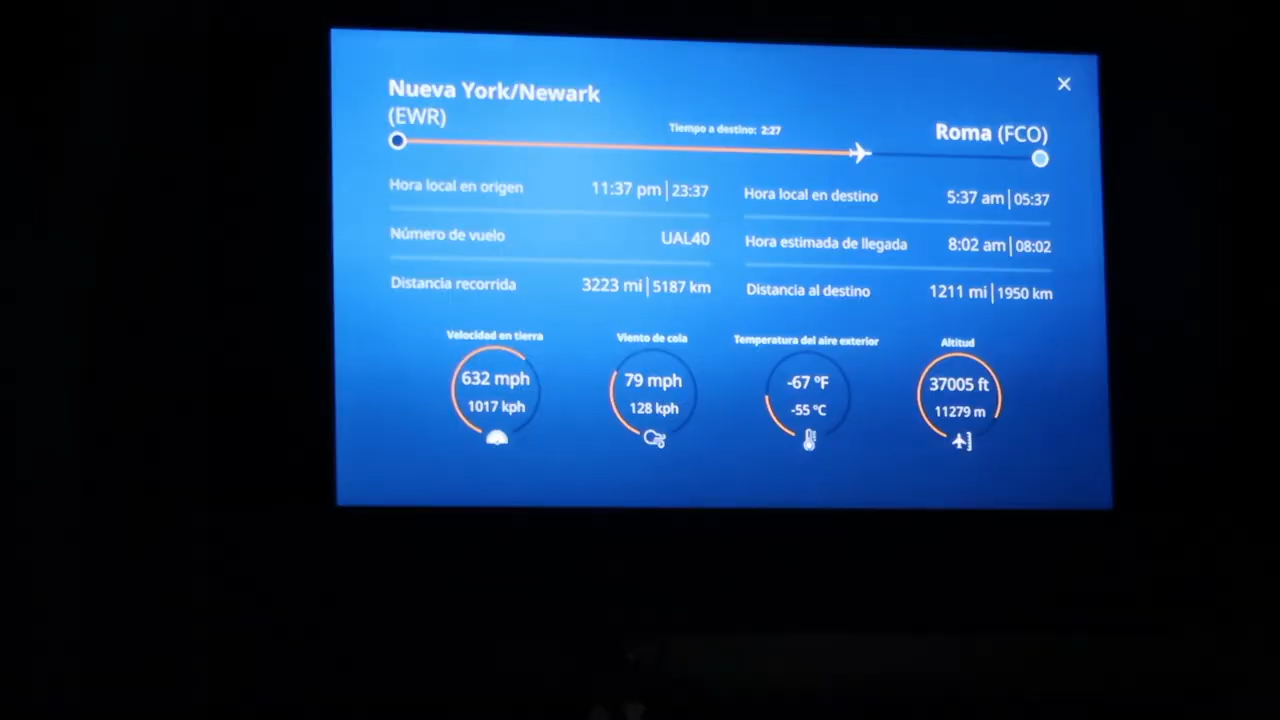 Nueva York/Newark
(EWR)
Tiempo a destino: 2:27
Roma (FCO)
Hora local en origen 11:37 pm|23:37
Hora local en destino 5:37 am|05:37
Número de vuelo UAL40
Hora estimada de llegada 8:02 am|08:02
Distancia recorrida 3223 mi|5187 km
Distancia al destino 1211 mi|1950 km
Velocidad en tierra
632 mph
1017 kph
Viento de cola
79 mph
128 kph
Temperatura del aire exterior
-67 ºF
-55 ºC
Altitud
37005 ft
11279 m